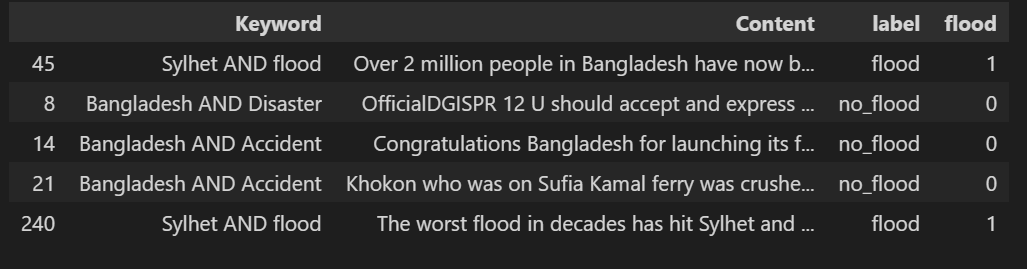 Keyword Content label flood
45 Sylhet AND flood Over 2 million people in Bangladesh have now b... flood 1
8 Bangladesh AND Disaster OfficialDGISPR 12 U should accept and express ... no_flood 0
14 Bangladesh AND Accident Congratulations Bangladesh for launching its f... no_flood 0
21 Bangladesh AND Accident Khokon who was on Sufia Kamal ferry was crushe... no_flood 0
240 Sylhet AND flood The worst flood in decades has hit Sylhet and ... flood 1